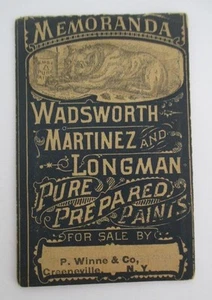 MEMORANDA
WADSWORTH
MARTINEZ AND
LONGMAN
PURE
PREPARED
PAINTS
FOR SALE BY
P. Winne & Co,
Greeneville, N. Y.